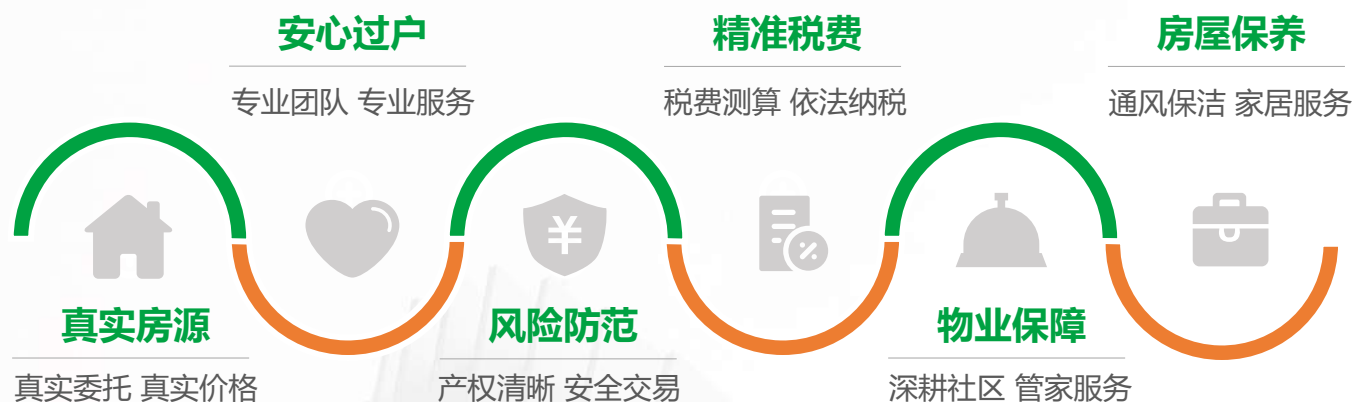 安心过户
专业团队 专业服务
精准税费
税费测算 依法纳税
房屋保养
通风保洁 家居服务
¥
%
真实房源
真实委托 真实价格
风险防范
产权清晰 安全交易
物业保障
深耕社区 管家服务